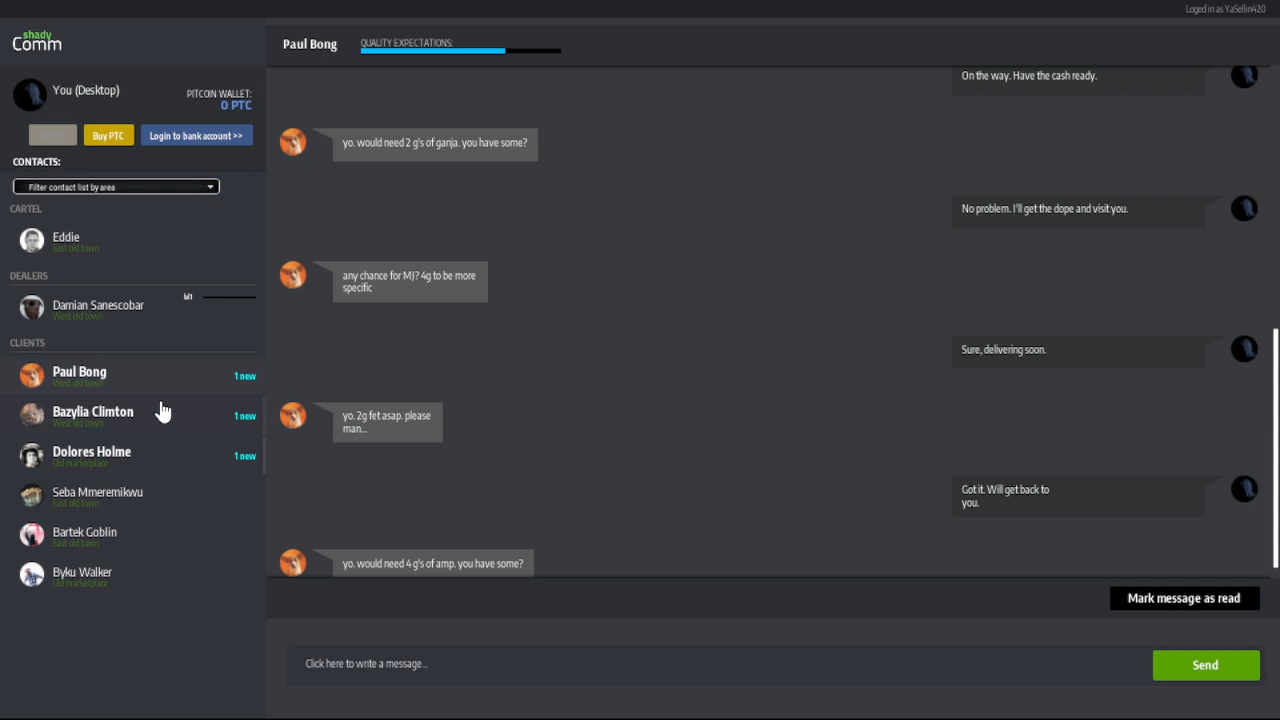 Loged in as YaSellin420
shady
Comm
Paul Bong
QUALITY EXPECTATIONS:
You (Desktop)
PITCOIN WALLET:
0 PTC
Buy PTC
Login to bank account >>
CONTACTS:
Filter contact list by area
CARTEL
Eddie
East old town
DEALERS
Damian Sanescobar
West old town
CLIENTS
Paul Bong
West old town
1 new
Bazylia Climton
West old town
1 new
Dolores Holme
Old marketplace
1 new
Seba Mmeremikwu
East old town
Bartek Goblin
East old town
Byku Walker
Old marketplace
On the way. Have the cash ready.
yo. would need 2 g's of ganja. you have some?
No problem. I'll get the dope and visit you.
any chance for MJ? 4g to be more
specific
Sure, delivering soon.
yo. 2g fet asap. please
man...
Got it. Will get back to
you.
yo. would need 4 g's of amp. you have some?
Mark message as read
Click here to write a message...
Send